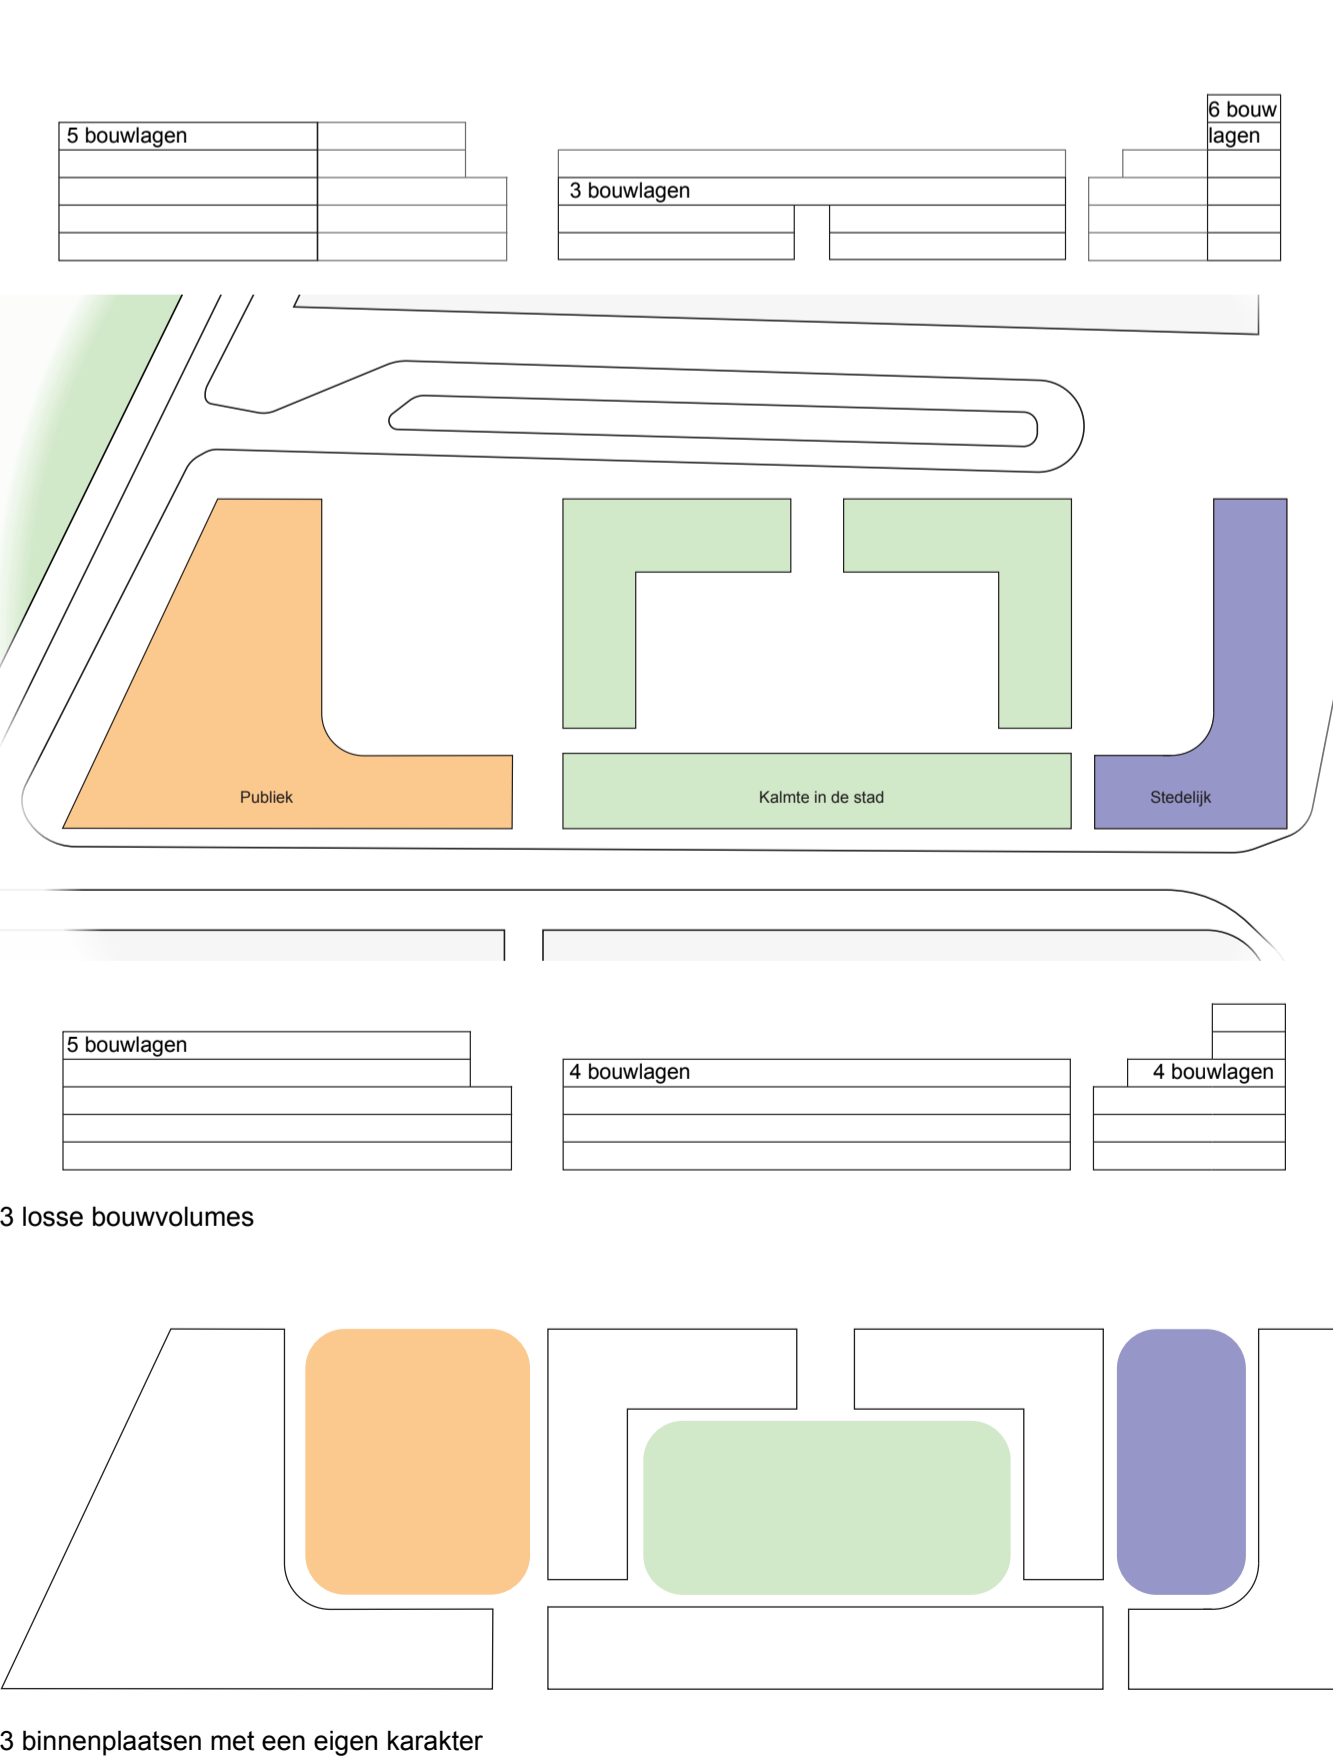 6 bouw
5 bouwlagen
lagen
3 bouwlagen
Publiek
Kalmte in de stad
Stedelijk
5 bouwlagen
4 bouwlagen
4 bouwlagen
3 losse bouwvolumes
3 binnenplaatsen met een eigen karakter